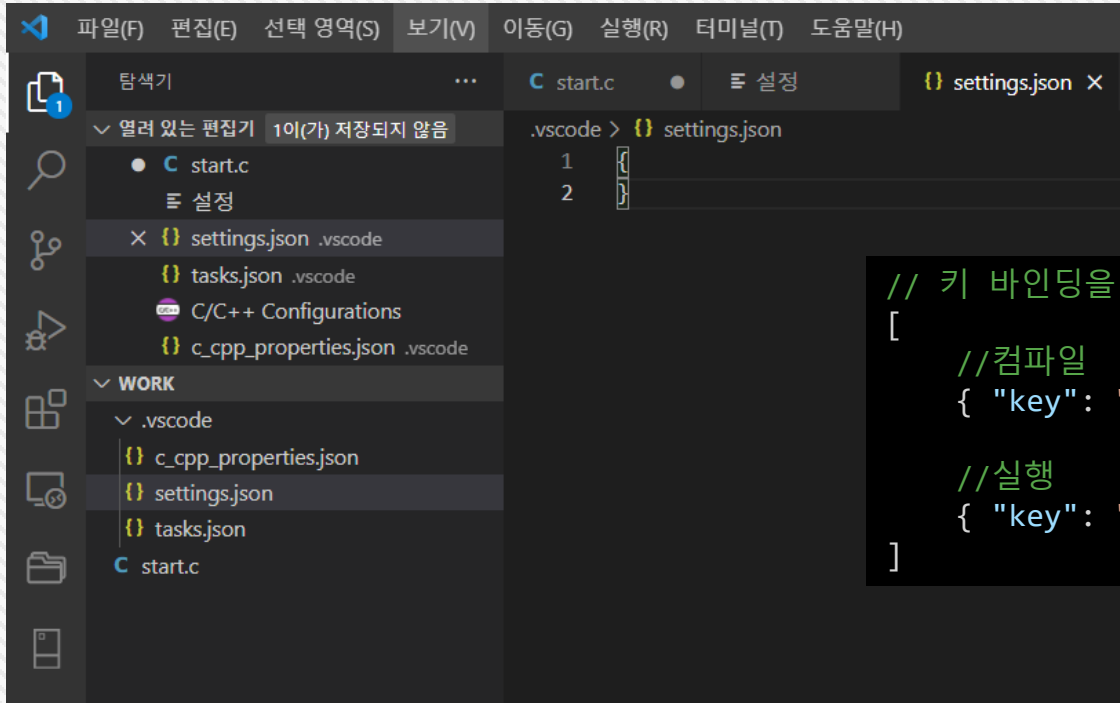 파일(F) 편집(E) 선택 영역(S) 보기(V) 이동(G) 실행(R) 터미널(T) 도움말(H)
1
탐색기 ···
열려 있는 편집기 1이(가) 저장되지 않음
C start.c
설정
{} settings.json .vscode
{} tasks.json .vscode
C/C++ Configurations
{} c_cpp_properties.json .vscode
WORK
.vscode
{} c_cpp_properties.json
{} settings.json
{} tasks.json
C start.c
C start.c ● 설정 {} settings.json ×
.vscode > {} settings.json
1 {
2 }
// 키 바인딩을
[
//컴파일
{ "key": "
//실행
{ "key": "
]